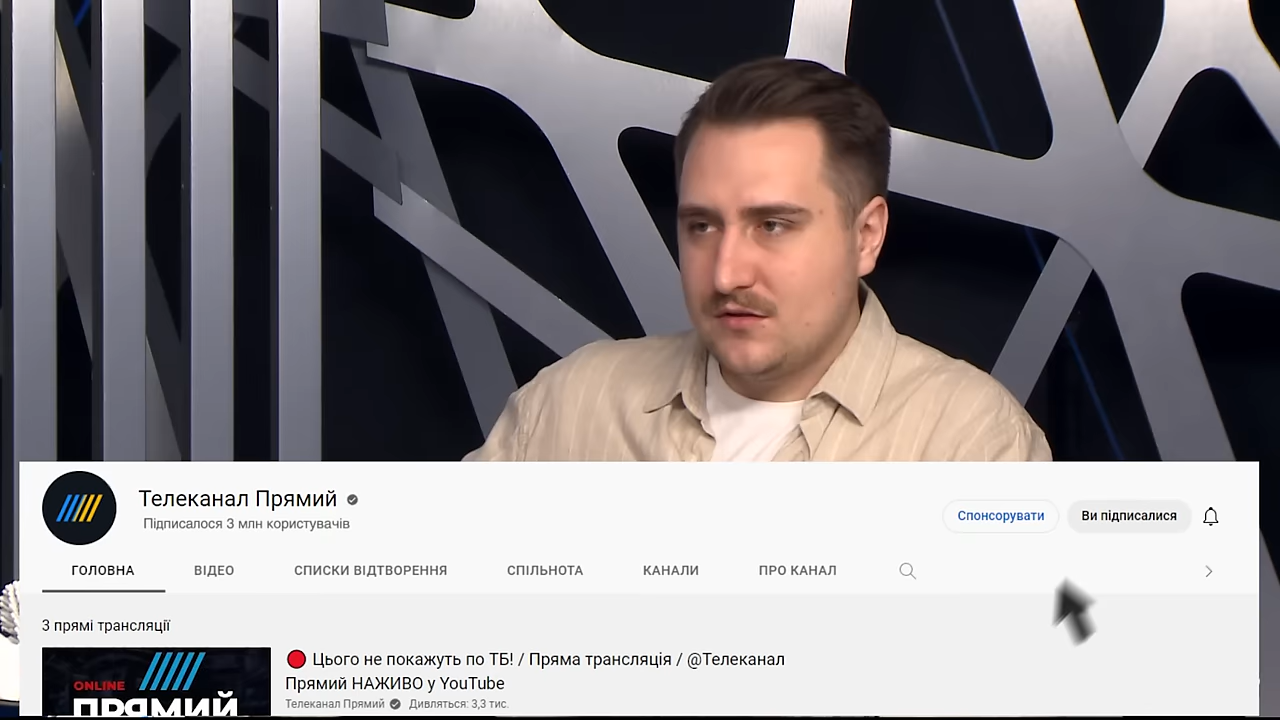 Телеканал Прямий
Підписалося 3 млн користувачів
Спонсорувати
Ви підписалися
ГОЛОВНА
ВІДЕО
СПИСКИ ВІДТВОРЕННЯ
СПІЛЬНОТА
КАНАЛИ
ПРО КАНАЛ
3 прямі трансляції
ONLINE
ПРЯМИЙ
🔴 Цього не покажуть по ТБ! / Пряма трансляція / @Телеканал
Прямий НАЖИВО у YouTube
Телеканал Прямий Дивляться: 3,3 тис.